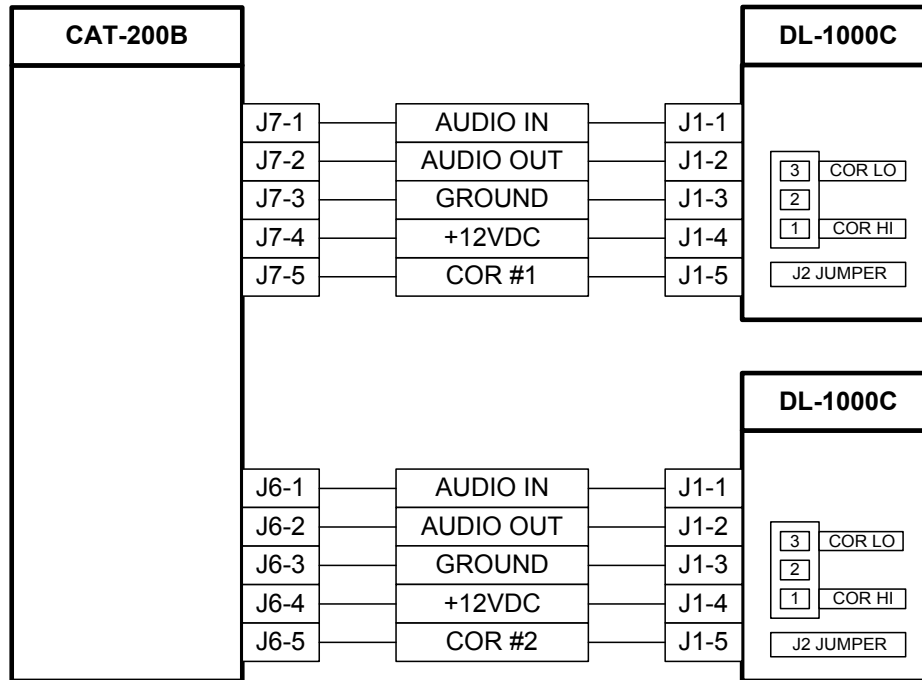 CAT-200B
DL-1000C
J7-1 AUDIO IN J1-1
J7-2 AUDIO OUT J1-2
J7-3 GROUND J1-3
J7-4 +12VDC J1-4
J7-5 COR #1 J1-5
3 COR LO
2
1 COR HI
J2 JUMPER
DL-1000C
J6-1 AUDIO IN J1-1
J6-2 AUDIO OUT J1-2
J6-3 GROUND J1-3
J6-4 +12VDC J1-4
J6-5 COR #2 J1-5
3 COR LO
2
1 COR HI
J2 JUMPER